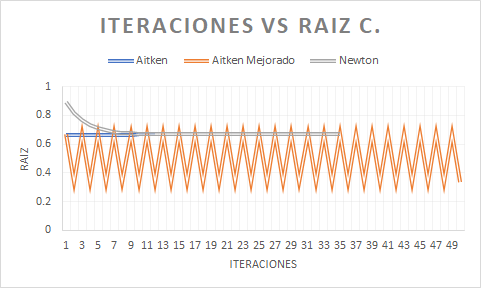 ITERACIONES VS RAIZ C.
Aitken Aitken Mejorado Newton
1
0.8
0.6
0.4
0.2
0
RAIZ
1 3 5 7 9 11 13 15 17 19 21 23 25 27 29 31 33 35 37 39 41 43 45 47 49
ITERACIONES